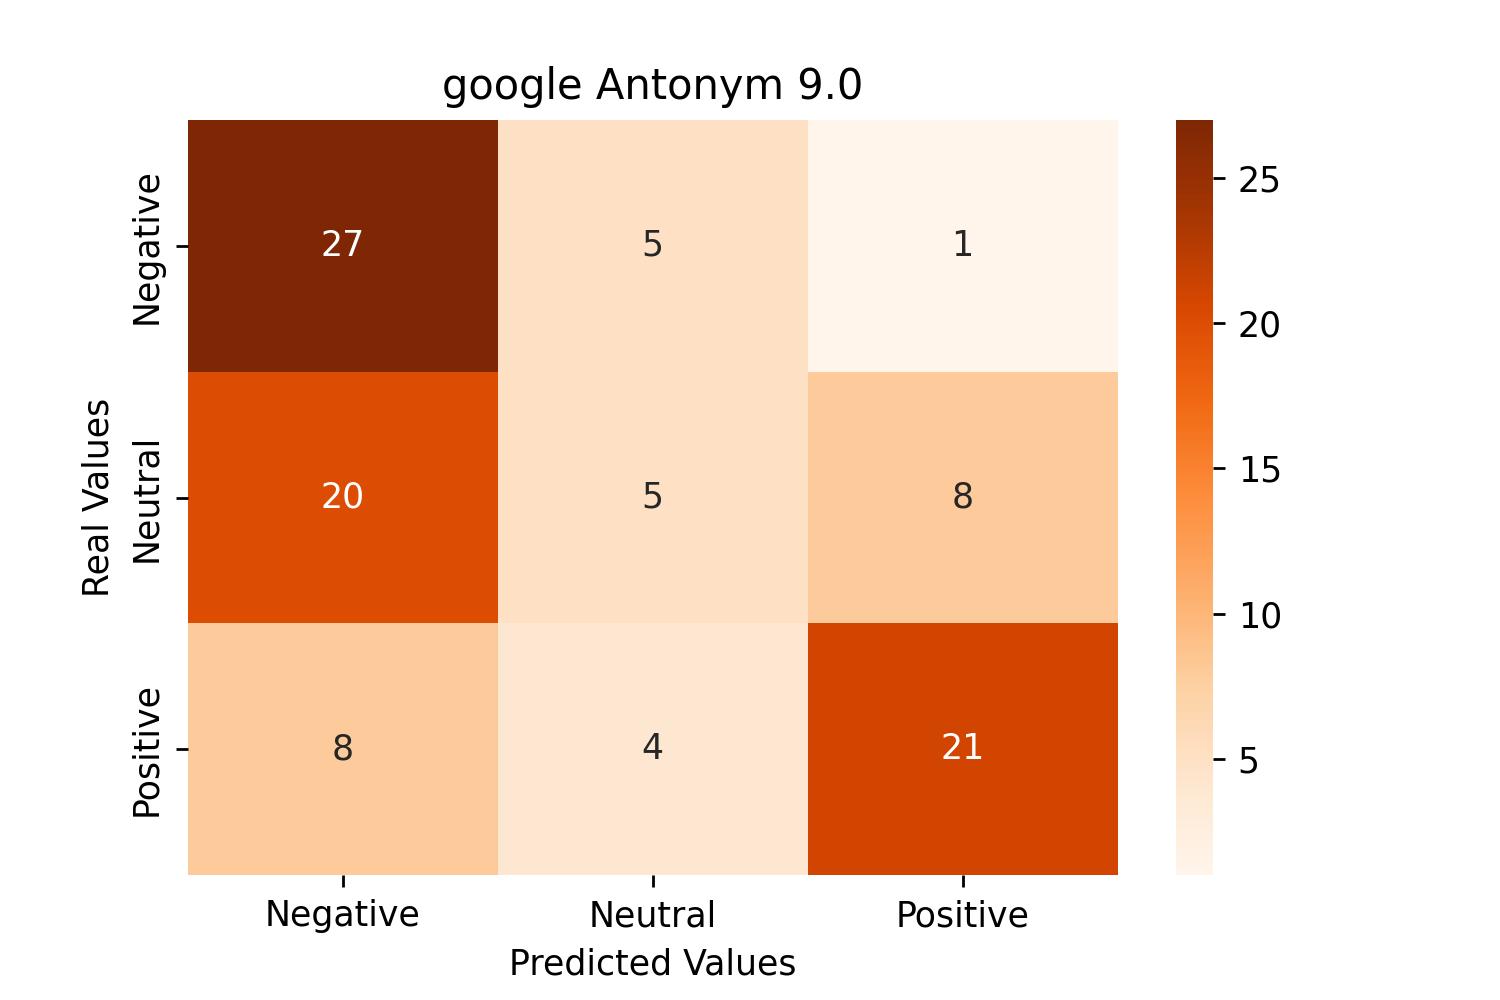 google Antonym 9.0
Real Values
Negative
27 5 1
Neutral
20 5 8
Positive
8 4 21
Negative Neutral Positive
Predicted Values
25
20
15
10
5